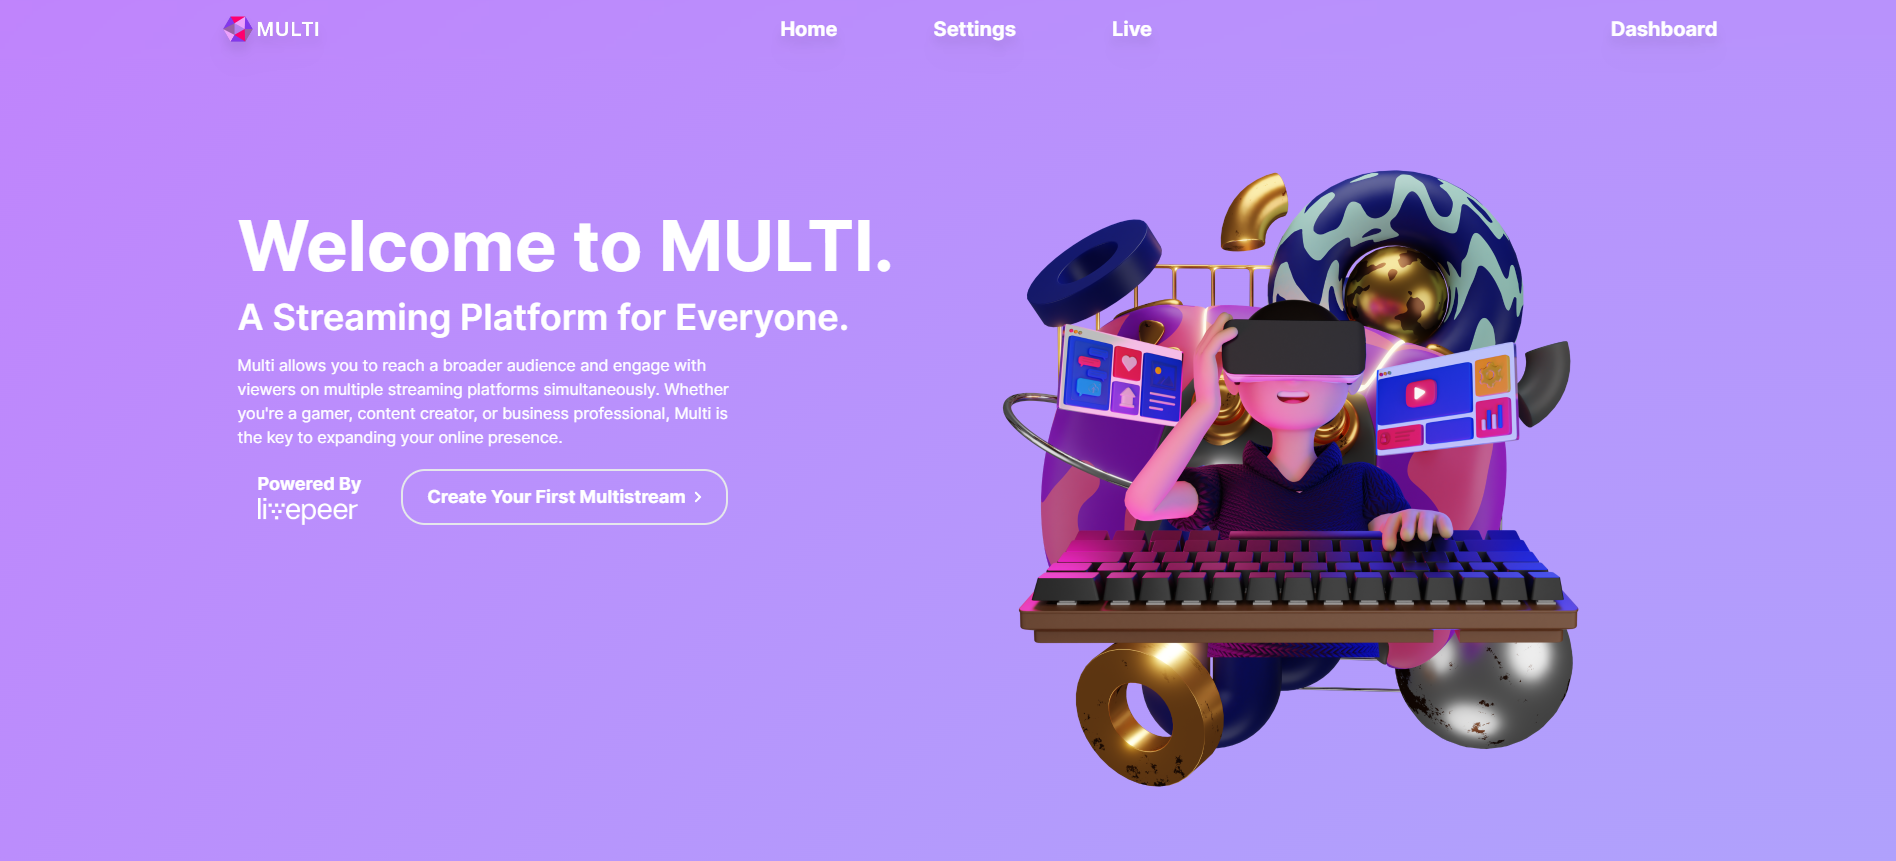 MULTI
Home
Settings
Live
Dashboard
Welcome to MULTI.
A Streaming Platform for Everyone.
Multi allows you to reach a broader audience and engage with
viewers on multiple streaming platforms simultaneously. Whether
you're a gamer, content creator, or business professional, Multi is
the key to expanding your online presence.
Powered By
livepeer
Create Your First Multistream